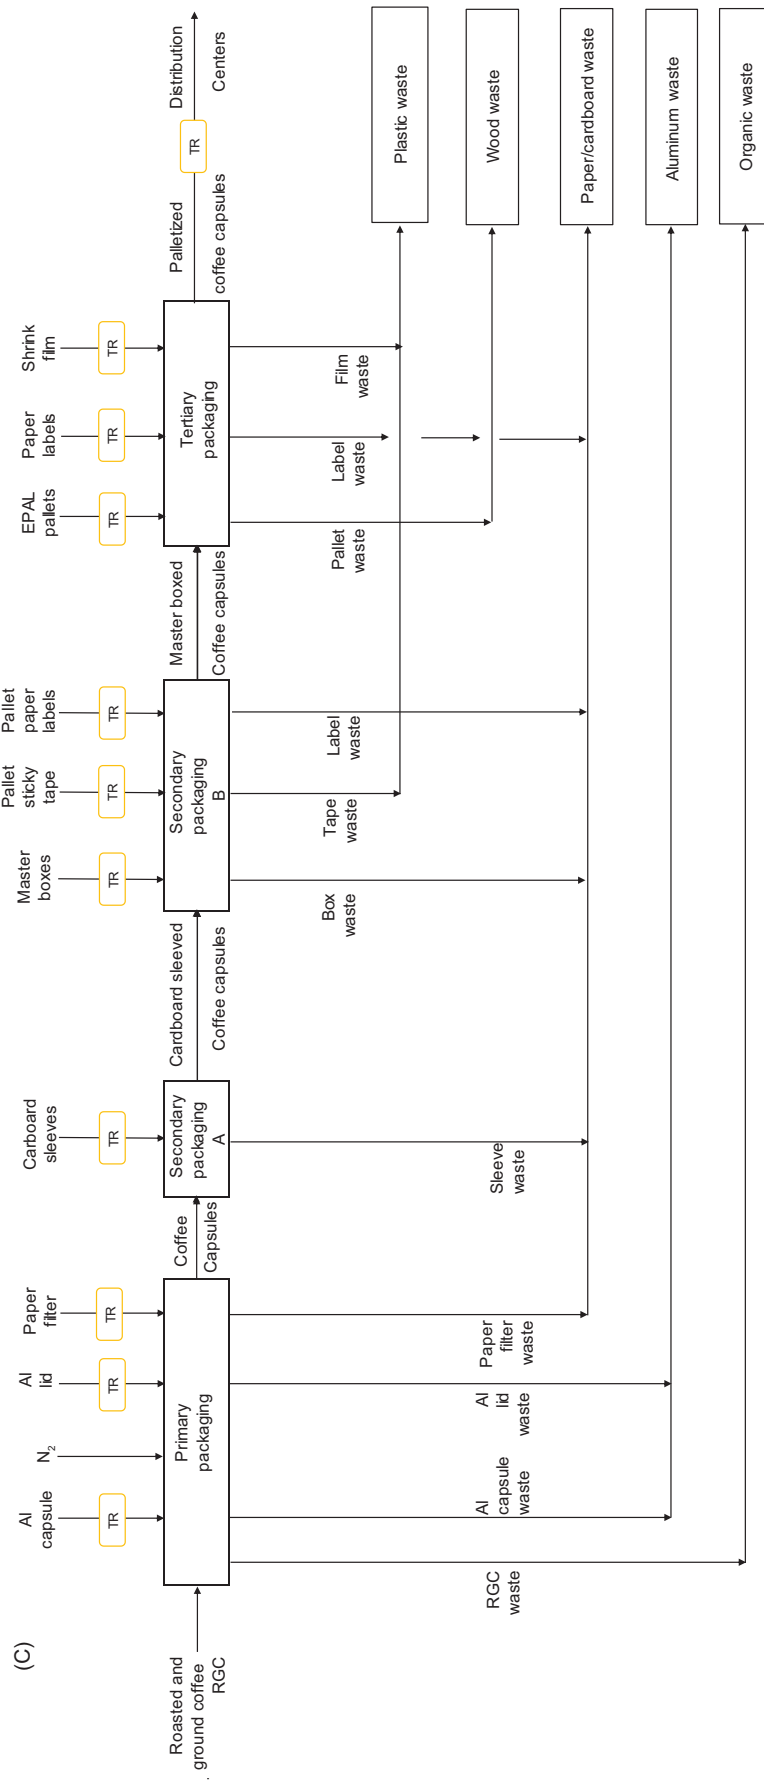 (C)
Roasted and
ground coffee
RGC
Al
capsule
TR
N2
Al
lid
TR
Paper
filter
TR
Primary
packaging
RGC
waste
Al
capsule
waste
Al
lid
waste
Paper
filter
waste
Coffee
Capsules
Carboard
sleeves
TR
Secondary
packaging
A
Sleeve
waste
Cardboard sleeved
Coffee capsules
Master
boxes
TR
Pallet
sticky
tape
TR
Pallet
paper
labels
TR
Secondary
packaging
B
Box
waste
Tape
waste
Label
waste
Master boxed
Coffee capsules
EPAL
pallets
TR
Paper
labels
TR
Shrink
film
TR
Tertiary
packaging
Pallet
waste
Label
waste
Film
waste
Palletized
coffee capsules
TR
Distribution
Centers
Plastic waste
Wood waste
Paper/cardboard waste
Aluminum waste
Organic waste